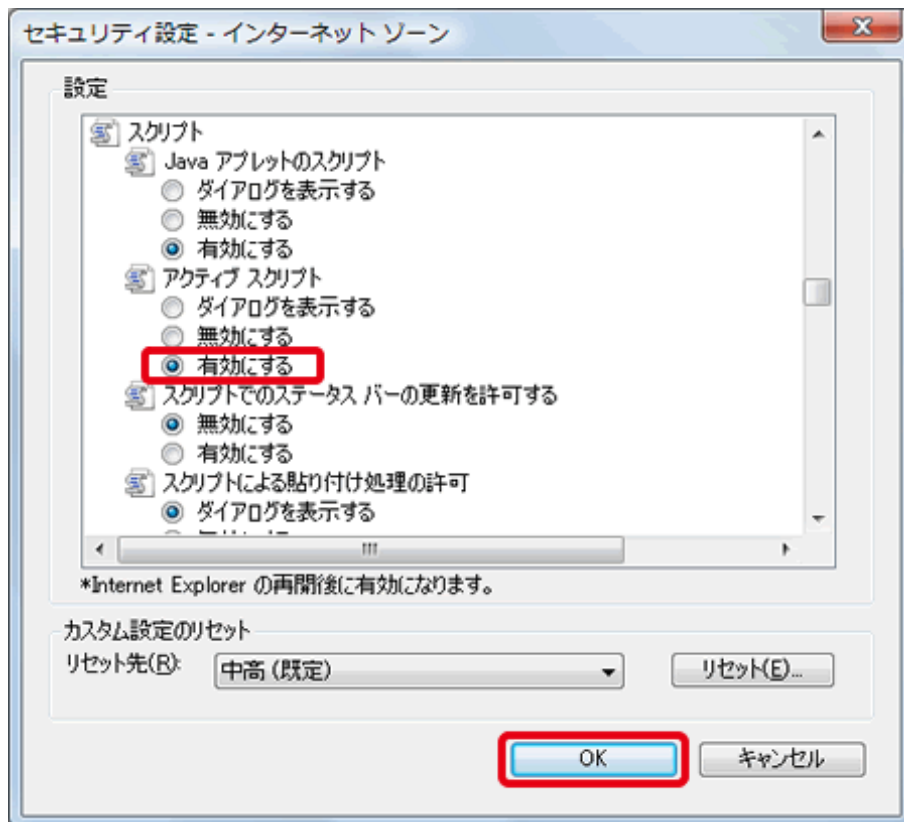 セキュリティ設定 - インターネット ゾーン
設定
スクリプト
Java アプレットのスクリプト
ダイアログを表示する
無効にする
有効にする
アクティブ スクリプト
ダイアログを表示する
無効にする
有効にする
スクリプトでのステータス バーの更新を許可する
無効にする
有効にする
スクリプトによる貼り付け処理の許可
ダイアログを表示する
*Internet Explorer の再開後に有効になります。
カスタム設定のリセット
リセット先(R): 中高 (既定) リセット(E)...
OK キャンセル